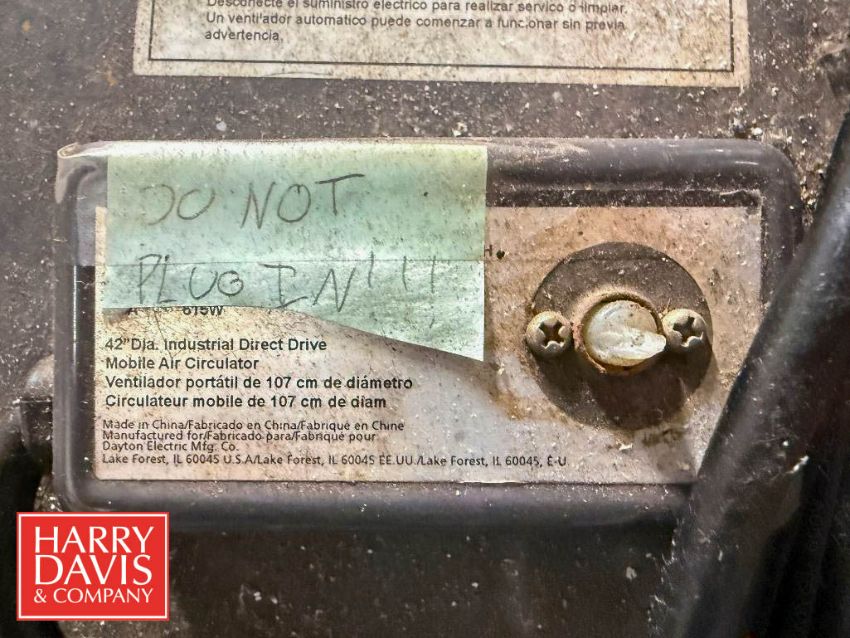 Desconecte el suministro eléctrico para realizar servico o limpiar.
Un ventilador automatico puede comenzar a funcionar sin previa
advertencia.
DO NOT
PLUG IN!!!
H
A 615W
42"Dia. Industrial Direct Drive
Mobile Air Circulator
Ventilador portátil de 107 cm de diámetro
Circulateur mobile de 107 cm de diam
Made in China/Fabricado en China/Fabriqué en Chine
Manufactured for/Fabricado para/Fabriqué pour
Dayton Electric Mfg. Co.
Lake Forest, IL 60045 U.S.A/Lake Forest, IL 60045 EE.UU./Lake Forest, IL 60045, É-U
HARRY
DAVIS
& COMPANY